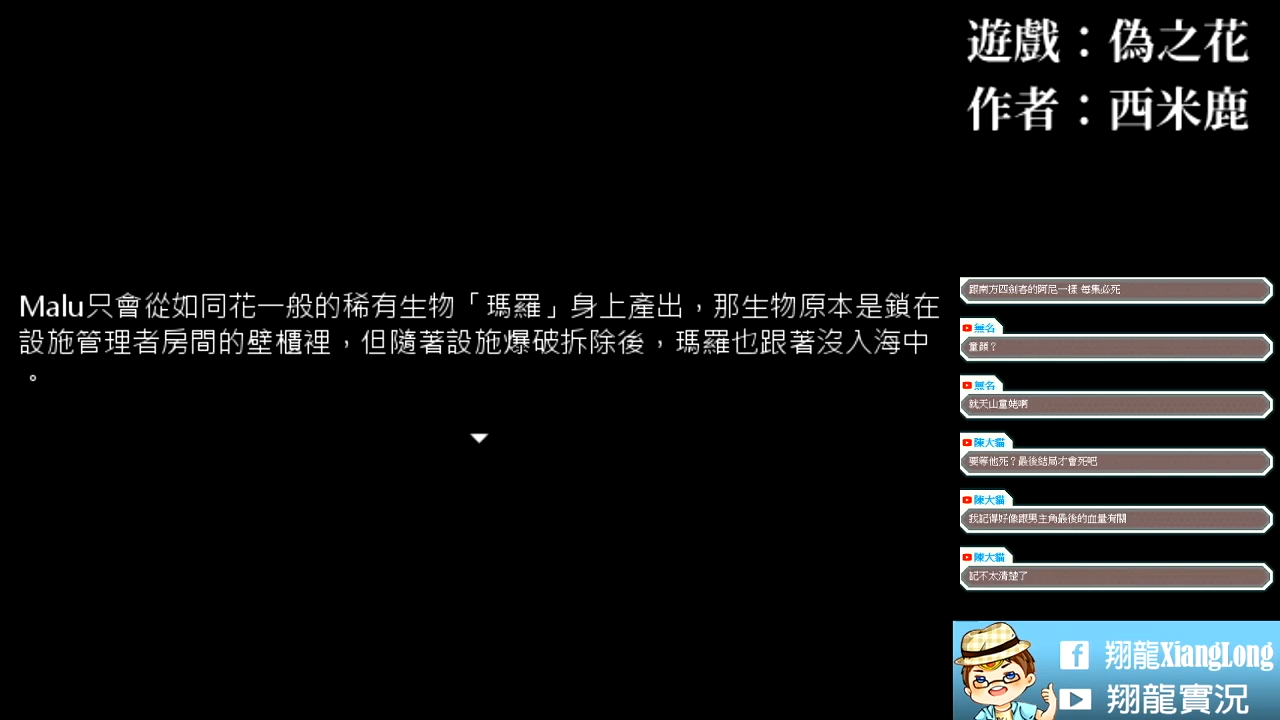 遊戲：偽之花
作者：西米鹿
Malu只會從如同花一般的稀有生物「瑪羅」身上產出，那生物原本是鎖在
設施管理者房間的壁櫃裡，但隨著設施爆破拆除後，瑪羅也跟著沒入海中
。
跟南方四劍客的阿尼一樣 每集必死
無名
童顏？
無名
就天山童姥啊
陳大貓
要等他死？最後結局才會死吧
陳大貓
我記得好像跟男主角最後的血量有關
陳大貓
記不太清楚了
翔龍XiangLong
翔龍實況